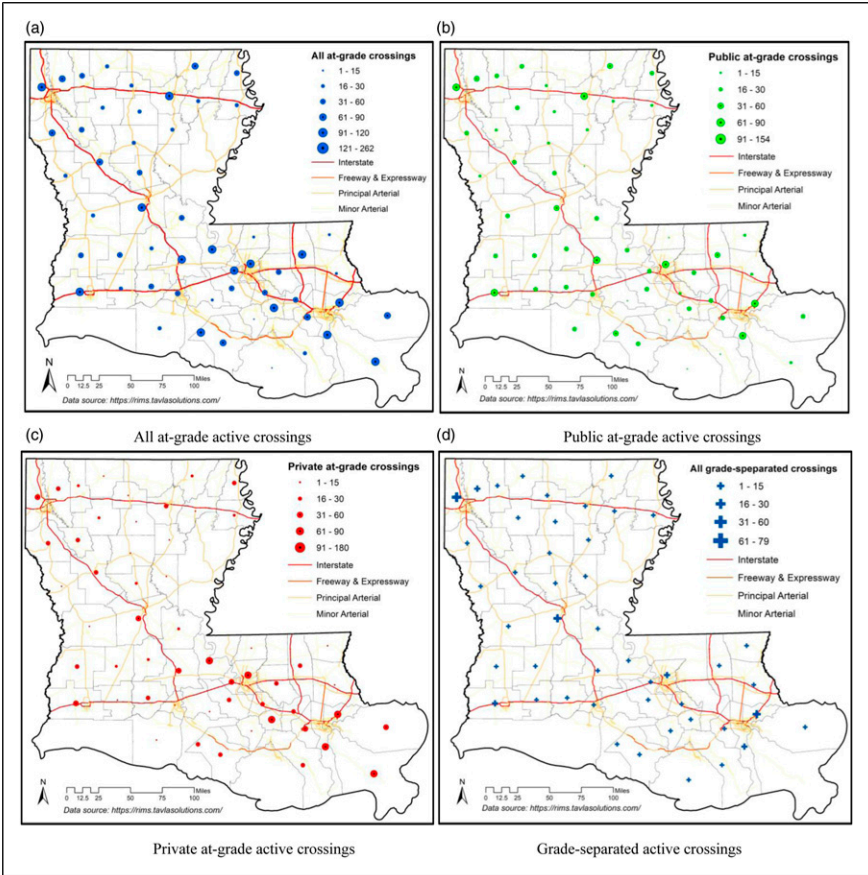 (a)
All at-grade crossings
1 - 15
16 - 30
31 - 60
61 - 90
91 - 120
121 - 262
Interstate
Freeway & Expressway
Principal Arterial
Minor Arterial
N
0 12.5 25 50 75 100
Miles
Data source: https://rims.tavlasolutions.com/
All at-grade active crossings
(b)
Public at-grade crossings
1 - 15
16 - 30
31 - 60
61 - 90
91 - 154
Interstate
Freeway & Expressway
Principal Arterial
Minor Arterial
N
0 12.5 25 50 75 100
Miles
Data source: https://rims.tavlasolutions.com/
Public at-grade active crossings
(c)
Private at-grade crossings
1 - 15
16 - 30
31 - 60
61 - 90
91 - 180
Interstate
Freeway & Expressway
Principal Arterial
Minor Arterial
N
0 12.5 25 50 75 100
Miles
Data source: https://rims.tavlasolutions.com/
Private at-grade active crossings
(d)
All grade-speparated crossings
1 - 15
16 - 30
31 - 60
61 - 79
Interstate
Freeway & Expressway
Principal Arterial
Minor Arterial
N
0 12.5 25 50 75 100
Miles
Data source: https://rims.tavlasolutions.com/
Grade-separated active crossings